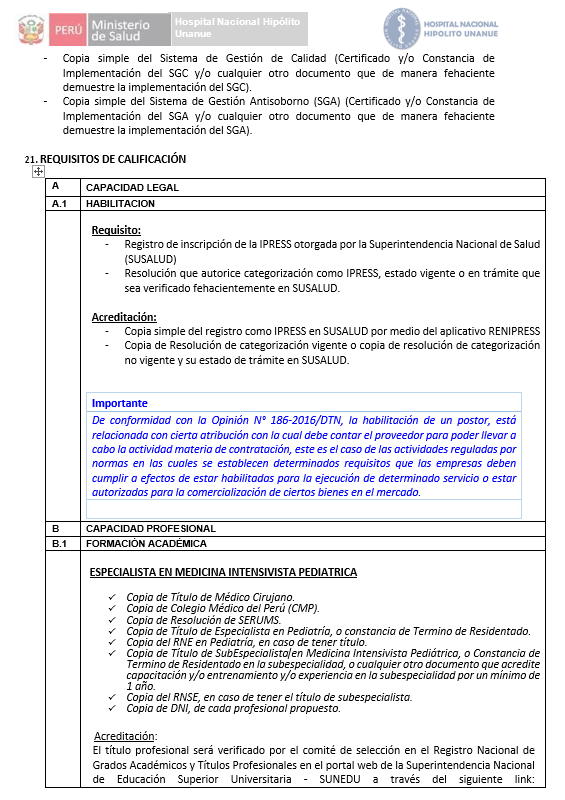 PERÚ
Ministerio
de Salud
Hospital Nacional Hipólito
Unanue
HOSPITAL NACIONAL
HIPÓLITO UNANUE
- Copia simple del Sistema de Gestión de Calidad (Certificado y/o Constancia de
Implementación del SGC y/o cualquier otro documento que de manera fehaciente
demuestre la implementación del SGC).
- Copia simple del Sistema de Gestión Antisoborno (SGA) (Certificado y/o Constancia de
Implementación del SGA y/o cualquier otro documento que de manera fehaciente
demuestre la implementación del SGA).
21. REQUISITOS DE CALIFICACIÓN
A CAPACIDAD LEGAL
A.1 HABILITACION
Requisito:
- Registro de inscripción de la IPRESS otorgada por la Superintendencia Nacional de Salud
(SUSALUD)
- Resolución que autorice categorización como IPRESS, estado vigente o en trámite que
sea verificado fehacientemente en SUSALUD.
Acreditación:
- Copia simple del registro como IPRESS en SUSALUD por medio del aplicativo RENIPRESS
- Copia de Resolución de categorización vigente o copia de resolución de categorización
no vigente y su estado de trámite en SUSALUD.
Importante
De conformidad con la Opinión N° 186-2016/DTN, la habilitación de un postor, está
relacionada con cierta atribución con la cual debe contar el proveedor para poder llevar a
cabo la actividad materia de contratación, este es el caso de las actividades reguladas por
normas en las cuales se establecen determinados requisitos que las empresas deben
cumplir a efectos de estar habilitadas para la ejecución de determinado servicio o estar
autorizadas para la comercialización de ciertos bienes en el mercado.
B CAPACIDAD PROFESIONAL
B.1 FORMACIÓN ACADÉMICA
ESPECIALISTA EN MEDICINA INTENSIVISTA PEDIATRICA
✓ Copia de Título de Médico Cirujano.
✓ Copia de Colegio Médico del Perú (CMP).
✓ Copia de Resolución de SERUMS.
✓ Copia de Título de Especialista en Pediatría, o constancia de Termino de Residentado.
✓ Copia del RNE en Pediatría, en caso de tener título.
✓ Copia de Título de SubEspecialista en Medicina Intensivista Pediátrica, o Constancia de
Termino de Residentado en la subespecialidad, o cualquier otro documento que acredite
capacitación y/o entrenamiento y/o experiencia en la subespecialidad por un mínimo de
1 año.
✓ Copia del RNSE, en caso de tener el título de subespecialista.
✓ Copia de DNI, de cada profesional propuesto.
Acreditación:
El título profesional será verificado por el comité de selección en el Registro Nacional de
Grados Académicos y Títulos Profesionales en el portal web de la Superintendencia Nacional
de Educación Superior Universitaria - SUNEDU a través del siguiente link: